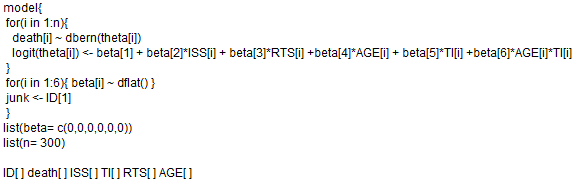 model{
for(i in 1:n){
death[i] ~ dbern(theta[i])
logit(theta[i]) <- beta[1] + beta[2]*ISS[i] + beta[3]*RTS[i] +beta[4]*AGE[i] + beta[5]*TI[i] +beta[6]*AGE[i]*TI[i]
}
for(i in 1:6){ beta[i] ~ dflat() }
junk <- ID[1]
}
list(beta= c(0,0,0,0,0,0))
list(n= 300)
ID[ ] death[ ] ISS[ ] TI[ ] RTS[ ] AGE[ ]